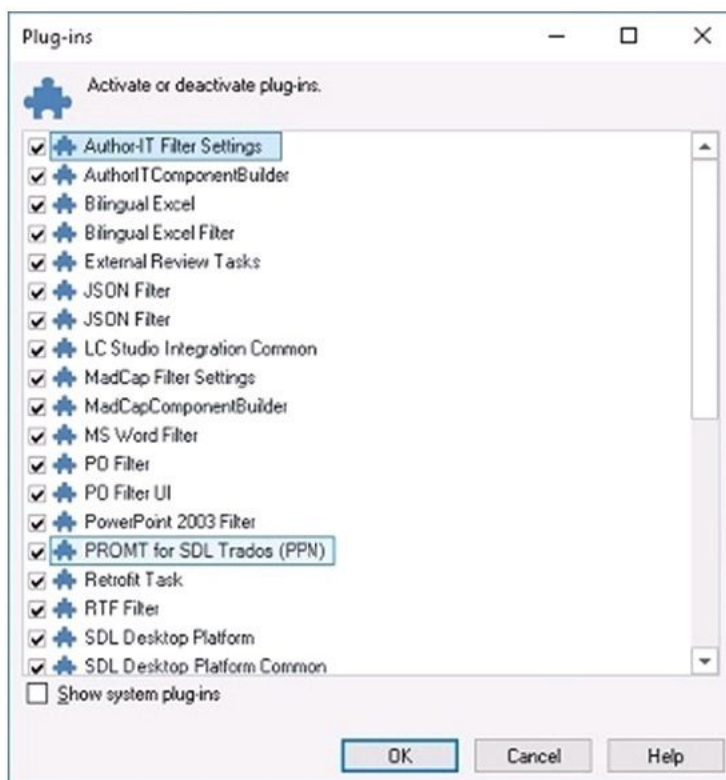 Plug-ins
Activate or deactivate plug-ins.
Author-IT Filter Settings
AuthorITComponentBuilder
Bilingual Excel
Bilingual Excel Filter
External Review Tasks
JSON Filter
JSON Filter
LC Studio Integration Common
MadCap Filter Settings
MadCapComponentBuilder
MS Word Filter
PO Filter
PO Filter UI
PowerPoint 2003 Filter
PROMT for SDL Trados (PPN)
Retrofit Task
RTF Filter
SDL Desktop Platform
SDL Desktop Platform Common
Show system plug-ins
OK Cancel Help